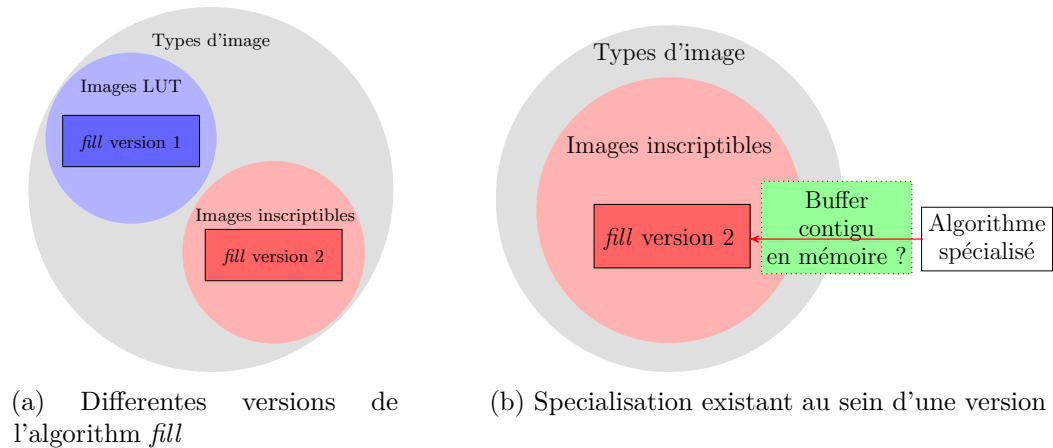 Types d'image
Images LUT
fill version 1
Images inscriptibles
fill version 2
(a) Differentes versions de
l'algorithm fill
Types d'image
Images inscriptibles
fill version 2
Buffer
contigu
en mémoire ?
Algorithme
spécialisé
(b) Specialisation existant au sein d'une version